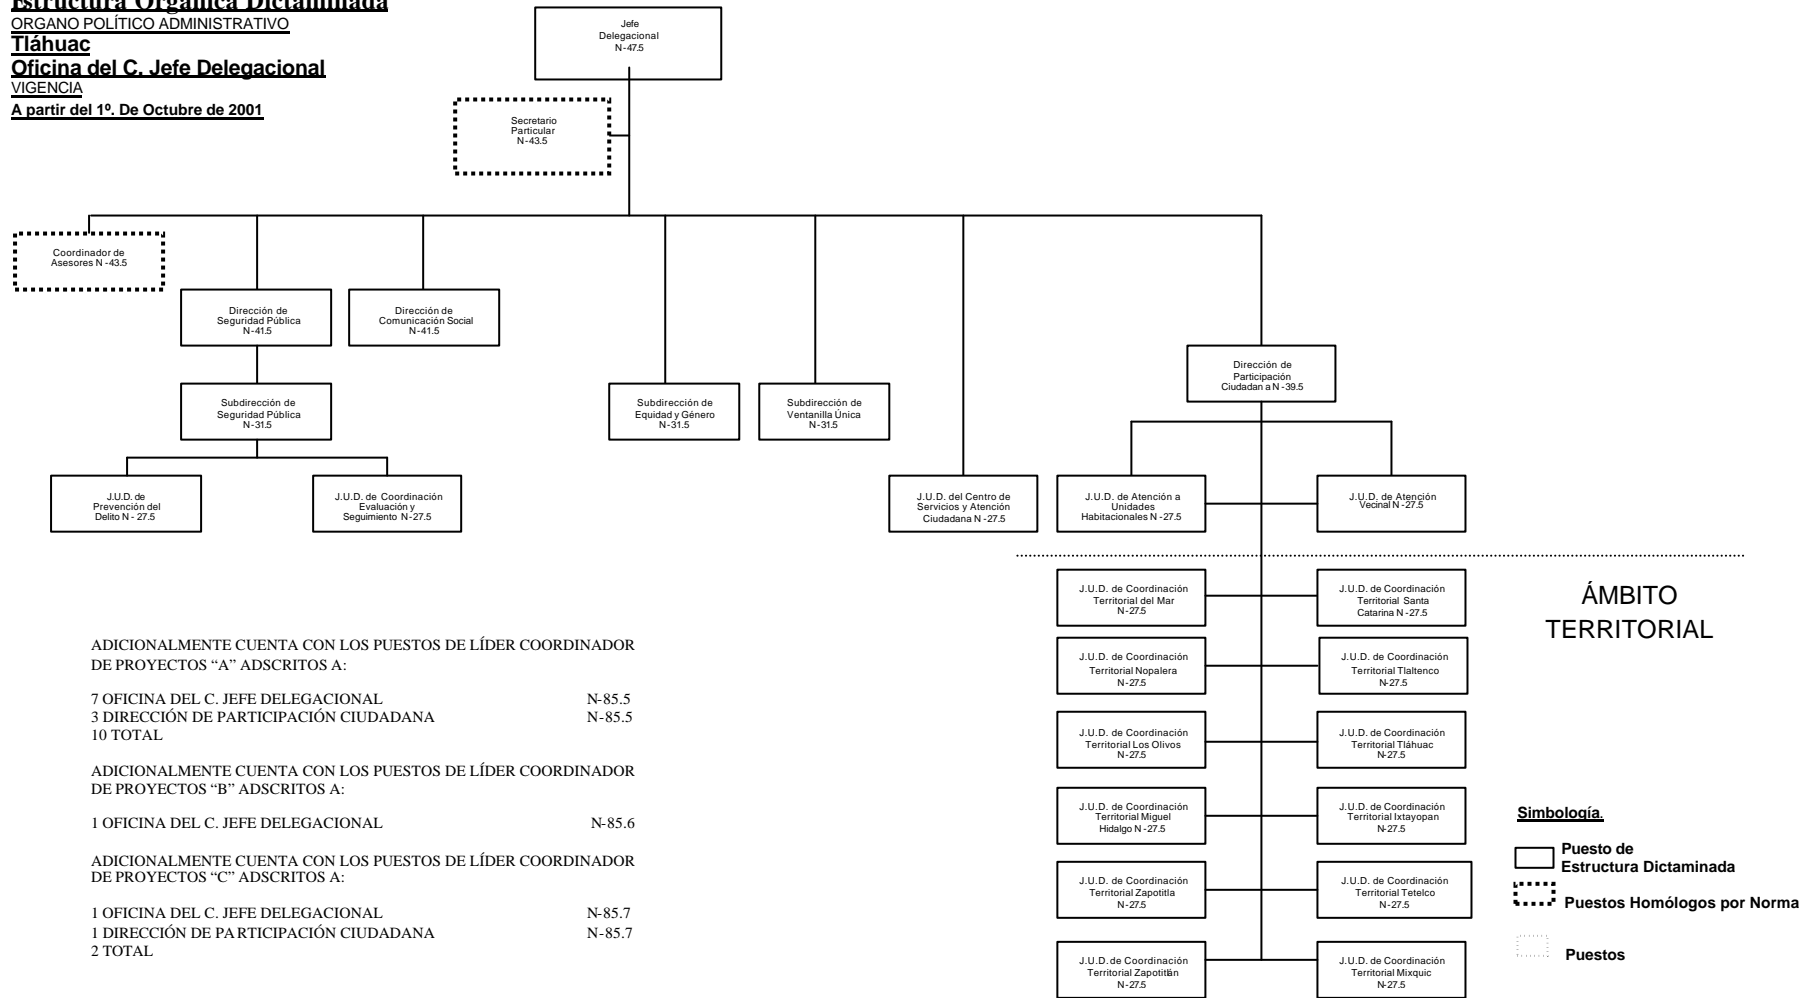 Estructura Orgánica Dictaminada
ORGANO POLÍTICO ADMINISTRATIVO
Tláhuac
Oficina del C. Jefe Delegacional
VIGENCIA
A partir del 1º. De Octubre de 2001
Jefe
Delegacional
N-47.5
Secretario
Particular
N-43.5
Coordinador de
Asesores N -43.5
Dirección de
Seguridad Pública
N-41.5
Dirección de
Comunicación Social
N-41.5
Dirección de
Participación
Ciudadan a N -39.5
Subdirección de
Seguridad Pública
N-31.5
Subdirección de
Equidad y Género
N-31.5
Subdirección de
Ventanilla Única
N-31.5
J.U.D. de
Prevención del
Delito N - 27.5
J.U.D. de Coordinación
Evaluación y
Seguimiento N-27.5
J.U.D. del Centro de
Servicios y Atención
Ciudadana N -27.5
J.U.D. de Atención a
Unidades
Habitacionales N -27.5
J.U.D. de Atención
Vecinal N -27.5
J.U.D. de Coordinación
Territorial del Mar
N-27.5
J.U.D. de Coordinación
Territorial Santa
Catarina N -27.5
ÁMBITO
TERRITORIAL
J.U.D. de Coordinación
Territorial Nopalera
N-27.5
J.U.D. de Coordinación
Territorial Tlaltenco
N-27.5
J.U.D. de Coordinación
Territorial Los Olivos
N-27.5
J.U.D. de Coordinación
Territorial Tláhuac
N-27.5
J.U.D. de Coordinación
Territorial Miguel
Hidalgo N -27.5
J.U.D. de Coordinación
Territorial Ixtayopan
N-27.5
J.U.D. de Coordinación
Territorial Zapotitla
N-27.5
J.U.D. de Coordinación
Territorial Tetelco
N-27.5
J.U.D. de Coordinación
Territorial Zapotitlán
N-27.5
J.U.D. de Coordinación
Territorial Mixquic
N-27.5
ADICIONALMENTE CUENTA CON LOS PUESTOS DE LÍDER COORDINADOR
DE PROYECTOS “A” ADSCRITOS A:
7 OFICINA DEL C. JEFE DELEGACIONAL N-85.5
3 DIRECCIÓN DE PARTICIPACIÓN CIUDADANA N-85.5
10 TOTAL
ADICIONALMENTE CUENTA CON LOS PUESTOS DE LÍDER COORDINADOR
DE PROYECTOS “B” ADSCRITOS A:
1 OFICINA DEL C. JEFE DELEGACIONAL N-85.6
ADICIONALMENTE CUENTA CON LOS PUESTOS DE LÍDER COORDINADOR
DE PROYECTOS “C” ADSCRITOS A:
1 OFICINA DEL C. JEFE DELEGACIONAL N-85.7
1 DIRECCIÓN DE PARTICIPACIÓN CIUDADANA N-85.7
2 TOTAL
Simbología.
Puesto de
Estructura Dictaminada
Puestos Homólogos por Norma
Puestos